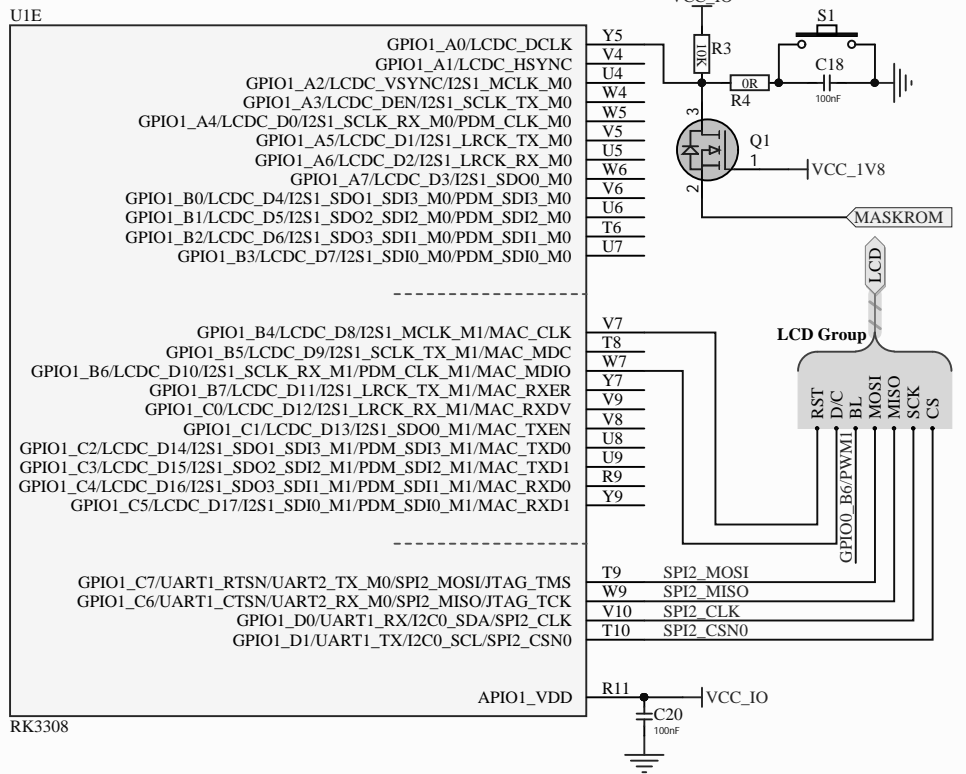 U1E
VCC_IO
GPIO1_A0/LCDC_DCLK Y5
GPIO1_A1/LCDC_HSYNC V4
GPIO1_A2/LCDC_VSYNC/I2S1_MCLK_M0 U4
GPIO1_A3/LCDC_DEN/I2S1_SCLK_TX_M0 W4
GPIO1_A4/LCDC_D0/I2S1_SCLK_RX_M0/PDM_CLK_M0 W5
GPIO1_A5/LCDC_D1/I2S1_LRCK_TX_M0 V5
GPIO1_A6/LCDC_D2/I2S1_LRCK_RX_M0 U5
GPIO1_A7/LCDC_D3/I2S1_SDO0_M0 W6
GPIO1_B0/LCDC_D4/I2S1_SDO1_SDI3_M0/PDM_SDI3_M0 V6
GPIO1_B1/LCDC_D5/I2S1_SDO2_SDI2_M0/PDM_SDI2_M0 U6
GPIO1_B2/LCDC_D6/I2S1_SDO3_SDI1_M0/PDM_SDI1_M0 T6
GPIO1_B3/LCDC_D7/I2S1_SDI0_M0/PDM_SDI0_M0 U7
GPIO1_B4/LCDC_D8/I2S1_MCLK_M1/MAC_CLK V7
GPIO1_B5/LCDC_D9/I2S1_SCLK_TX_M1/MAC_MDC T8
GPIO1_B6/LCDC_D10/I2S1_SCLK_RX_M1/PDM_CLK_M1/MAC_MDIO W7
GPIO1_B7/LCDC_D11/I2S1_LRCK_TX_M1/MAC_RXER Y7
GPIO1_C0/LCDC_D12/I2S1_LRCK_RX_M1/MAC_RXDV V9
GPIO1_C1/LCDC_D13/I2S1_SDO0_M1/MAC_TXEN V8
GPIO1_C2/LCDC_D14/I2S1_SDO1_SDI3_M1/PDM_SDI3_M1/MAC_TXD0 U8
GPIO1_C3/LCDC_D15/I2S1_SDO2_SDI2_M1/PDM_SDI2_M1/MAC_TXD1 U9
GPIO1_C4/LCDC_D16/I2S1_SDO3_SDI1_M1/PDM_SDI1_M1/MAC_RXD0 R9
GPIO1_C5/LCDC_D17/I2S1_SDI0_M1/PDM_SDI0_M1/MAC_RXD1 Y9
GPIO1_C7/UART1_RTSN/UART2_TX_M0/SPI2_MOSI/JTAG_TMS T9 SPI2_MOSI
GPIO1_C6/UART1_CTSN/UART2_RX_M0/SPI2_MISO/JTAG_TCK W9 SPI2_MISO
GPIO1_D0/UART1_RX/I2C0_SDA/SPI2_CLK V10 SPI2_CLK
GPIO1_D1/UART1_TX/I2C0_SCL/SPI2_CSN0 T10 SPI2_CSN0
APIO1_VDD R11 VCC_IO
C20
100nF
RK3308
R3
10K
0R
R4
S1
C18
100nF
3
Q1
1
VCC_1V8
2
MASKROM
LCD
LCD Group
RST
D/C
BL
MOSI
MISO
SCK
CS
GPIO0_B6/PWM1